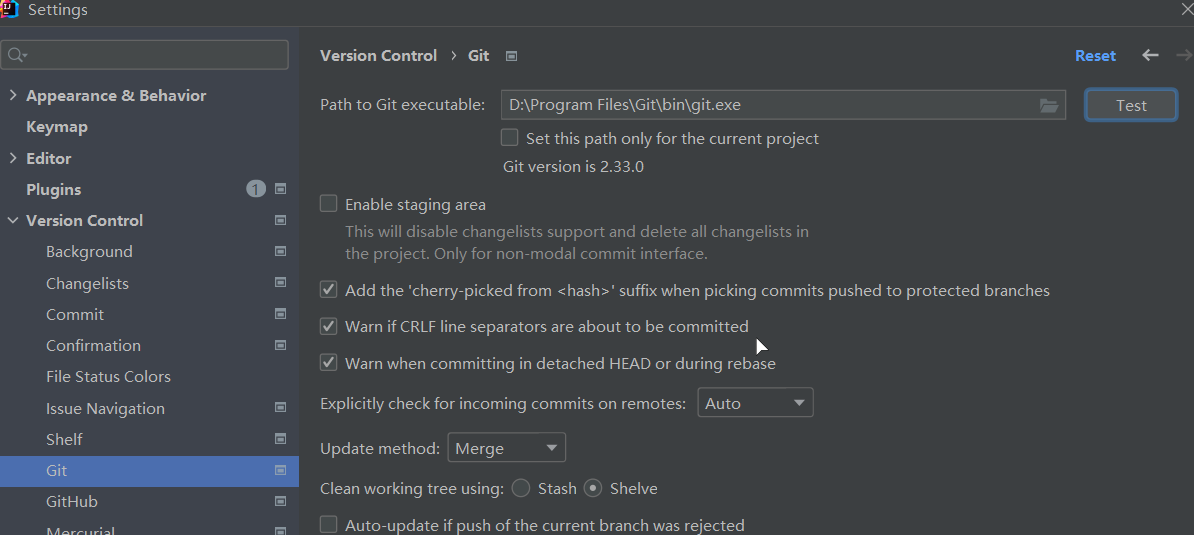 Settings
Appearance & Behavior
Keymap
Editor
Plugins 1
Version Control
Background
Changelists
Commit
Confirmation
File Status Colors
Issue Navigation
Shelf
Git
GitHub
Mercurial
Version Control › Git
Reset
Path to Git executable: D:\Program Files\Git\bin\git.exe Test
Set this path only for the current project
Git version is 2.33.0
Enable staging area
This will disable changelists support and delete all changelists in
the project. Only for non-modal commit interface.
Add the 'cherry-picked from <hash>' suffix when picking commits pushed to protected branches
Warn if CRLF line separators are about to be committed
Warn when committing in detached HEAD or during rebase
Explicitly check for incoming commits on remotes: Auto
Update method: Merge
Clean working tree using: Stash Shelve
Auto-update if push of the current branch was rejected